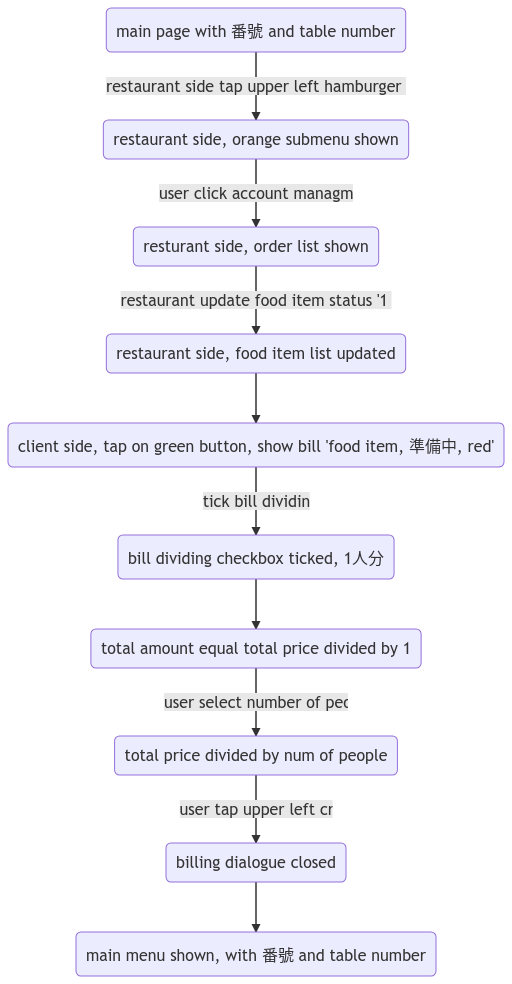 main page with 番號 and table number
restaurant side tap upper left hamburger
restaurant side, orange submenu shown
user click account managm
resturant side, order list shown
restaurant update food item status '1
restaurant side, food item list updated
client side, tap on green button, show bill 'food item, 準備中, red'
tick bill dividin
bill dividing checkbox ticked, 1人分
total amount equal total price divided by 1
user select number of peo
total price divided by num of people
user tap upper left cr
billing dialogue closed
main menu shown, with 番號 and table number